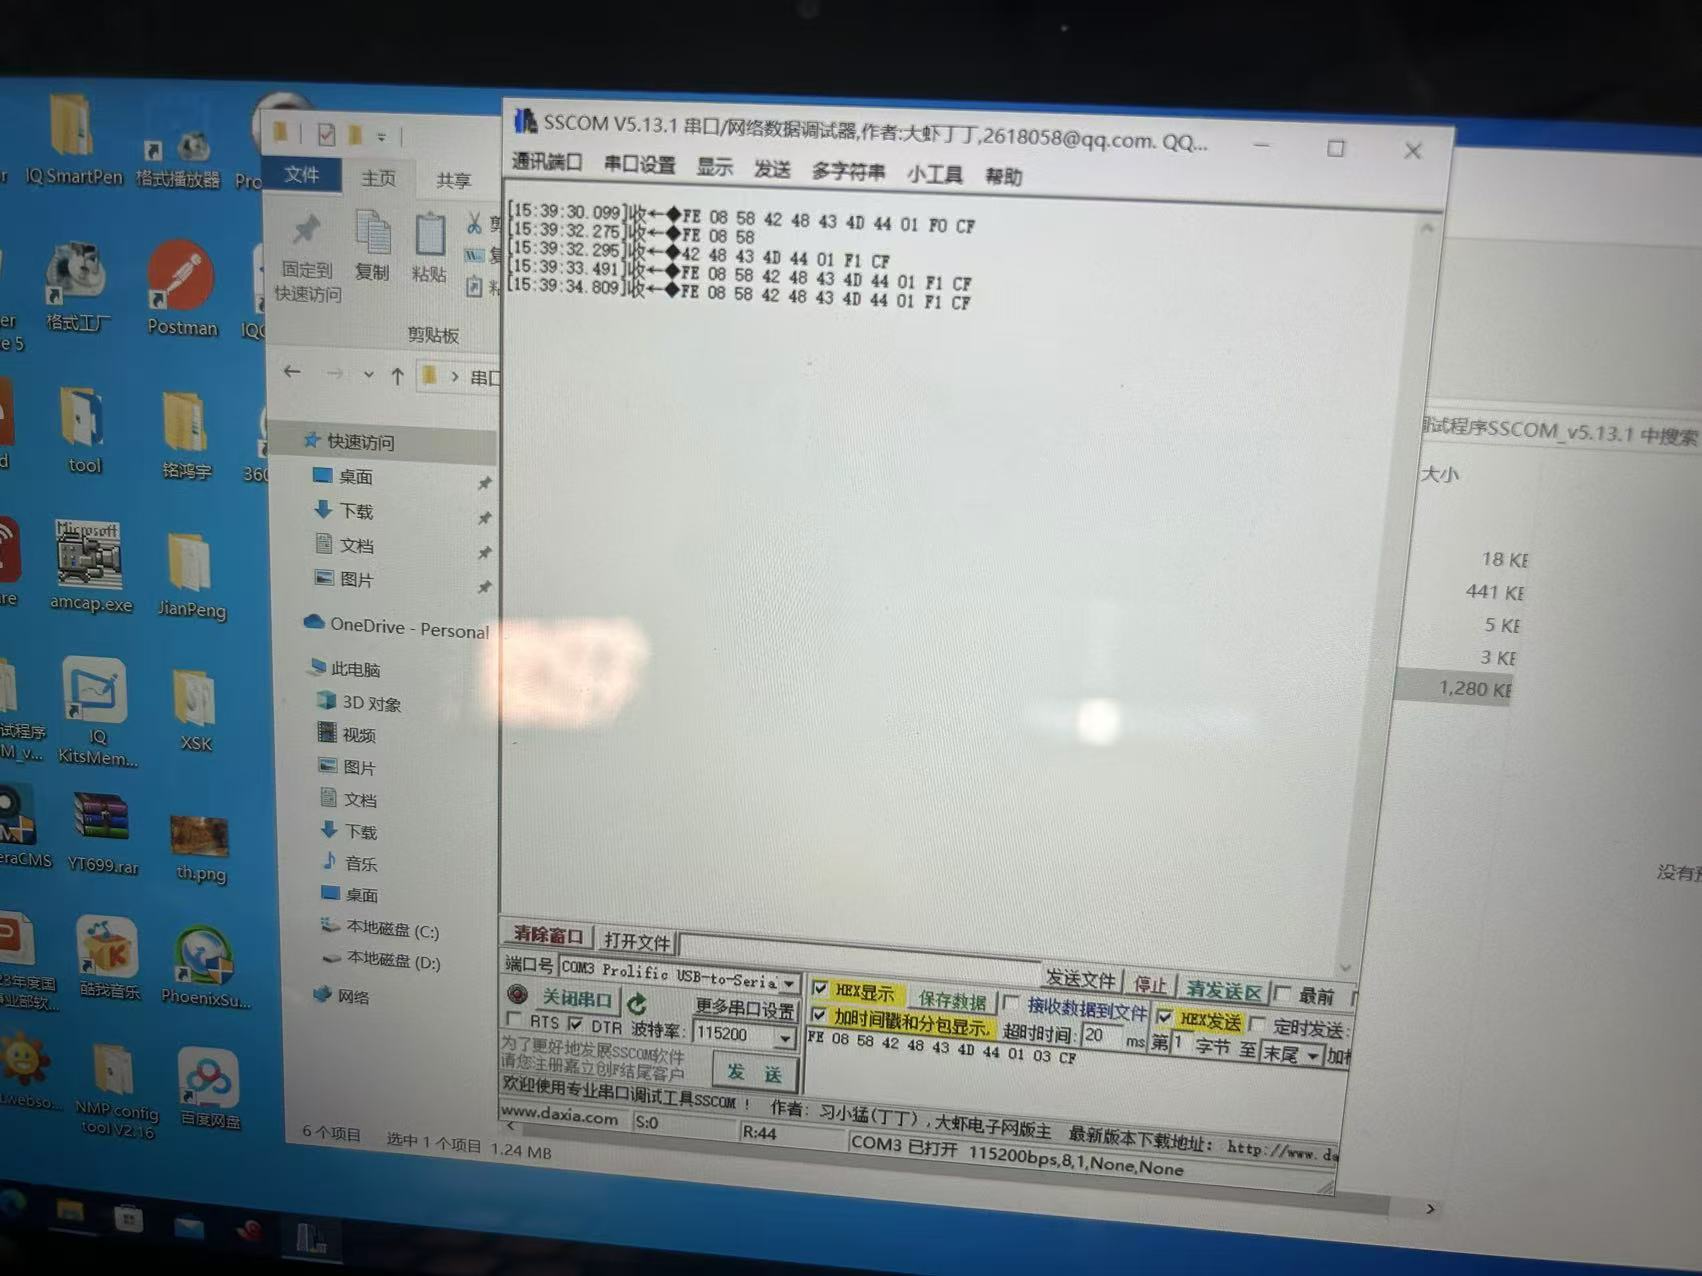 SSCOM V5.13.1 串口/网络数据调试器,作者:大虾丁丁,2618058@qq.com. QQ...
通讯端口 串口设置 显示 发送 多字符串 小工具 帮助
[15:39:30.099]收←◆FE 08 58 42 48 43 4D 44 01 F0 CF
[15:39:32.275]收←◆FE 08 58
[15:39:32.295]收←◆42 48 43 4D 44 01 F1 CF
[15:39:33.491]收←◆FE 08 58 42 48 43 4D 44 01 F1 CF
[15:39:34.809]收←◆FE 08 58 42 48 43 4D 44 01 F1 CF
清除窗口 打开文件
发送文件 停止 清发送区 最前
端口号 COM3 Prolific USB-to-Seria
HEX显示 保存数据 接收数据到文件 HEX发送 定时发送:
关闭串口 更多串口设置
加时间戳和分包显示, 超时时间: 20 ms 第1 字节 至 末尾
RTS DTR 波特率: 115200
FE 08 58 42 48 43 4D 44 01 03 CF
为了更好地发展SSCOM软件
请您注册嘉立创F结尾客户
发 送
欢迎使用专业串口调试工具SSCOM ! 作者: 习小猛(丁丁), 大虾电子网版主 最新版本下载地址: http://www.da
www.daxia.com S:0 R:44 COM3 已打开 115200bps,8,1,None,None
文件 主页 共享
固定到
快速访问
复制
粘贴
剪贴板
串口
快速访问
桌面
下载
文档
图片
OneDrive - Personal
此电脑
3D 对象
视频
图片
文档
下载
音乐
桌面
本地磁盘 (C:)
本地磁盘 (D:)
网络
6 个项目 选中 1 个项目 1.24 MB
调试程序SSCOM_v5.13.1 中搜索
大小
18 KB
441 KB
5 KB
3 KB
1,280 KB
没有预
IQ SmartPen
格式播放器
格式工厂
Postman
tool
铭鸿宇
Microsoft
amcap.exe
JianPeng
IQ
KitsMem...
XSK
YT699.rar
th.png
酷我音乐
PhoenixSu...
NMP config
tool V2.16
百度网盘